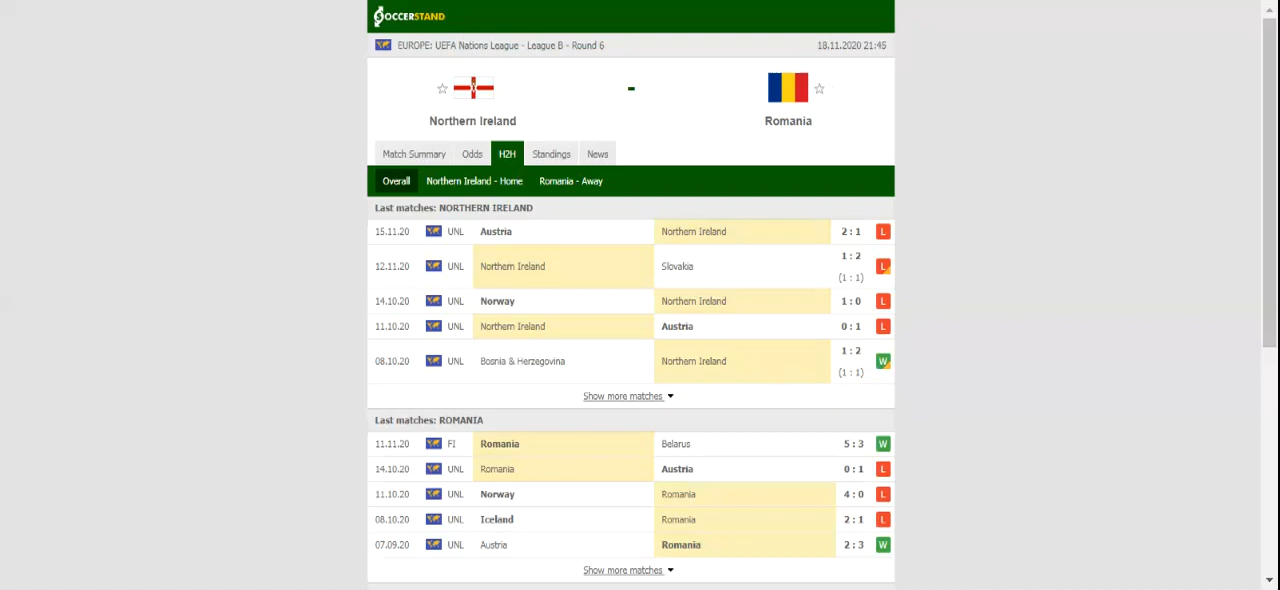 SOCCERSTAND
EUROPE: UEFA Nations League - League B - Round 6 18.11.2020 21:45
-
Northern Ireland Romania
Match Summary Odds H2H Standings News
Overall Northern Ireland - Home Romania - Away
Last matches: NORTHERN IRELAND
15.11.20 UNL Austria Northern Ireland 2 : 1 L
12.11.20 UNL Northern Ireland Slovakia 1 : 2 (1 : 1) L
14.10.20 UNL Norway Northern Ireland 1 : 0 L
11.10.20 UNL Northern Ireland Austria 0 : 1 L
08.10.20 UNL Bosnia & Herzegovina Northern Ireland 1 : 2 (1 : 1) W
Show more matches
Last matches: ROMANIA
11.11.20 FI Romania Belarus 5 : 3 W
14.10.20 UNL Romania Austria 0 : 1 L
11.10.20 UNL Norway Romania 4 : 0 L
08.10.20 UNL Iceland Romania 2 : 1 L
07.09.20 UNL Austria Romania 2 : 3 W
Show more matches